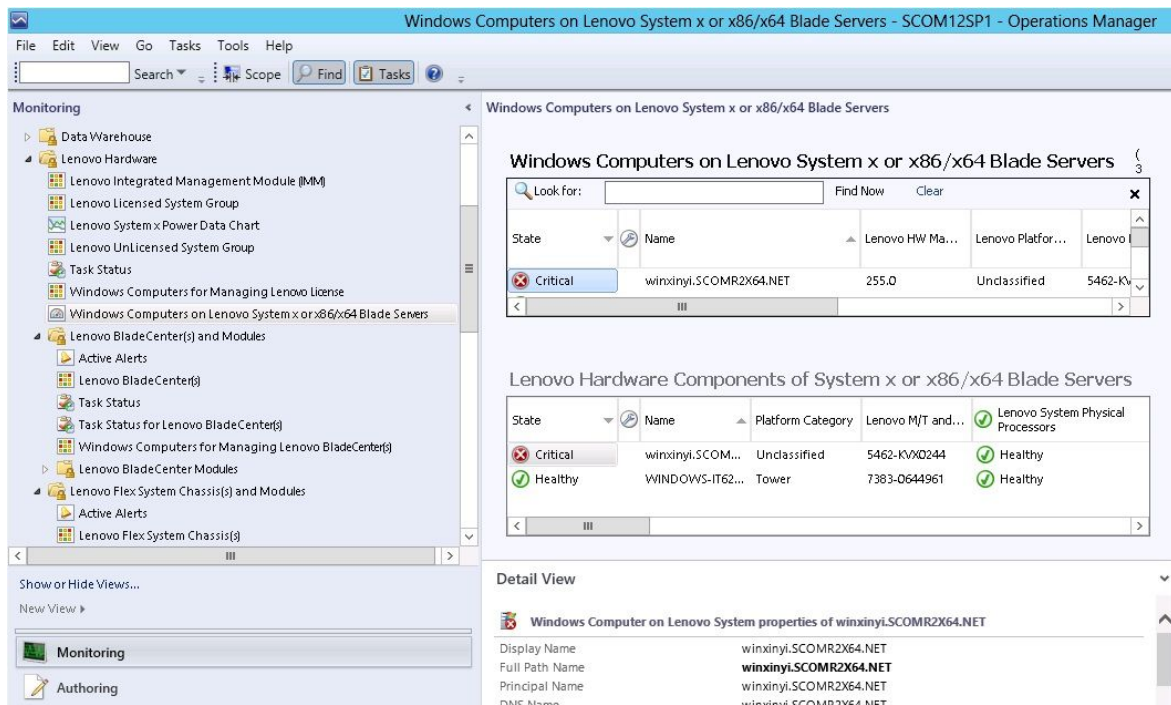 Windows Computers on Lenovo System x or x86/x64 Blade Servers - SCOM12SP1 - Operations Manager
File Edit View Go Tasks Tools Help
Search Scope Find Tasks
Monitoring
Data Warehouse
Lenovo Hardware
Lenovo Integrated Management Module (IMM)
Lenovo Licensed System Group
Lenovo System x Power Data Chart
Lenovo UnLicensed System Group
Task Status
Windows Computers for Managing Lenovo License
Windows Computers on Lenovo System x or x86/x64 Blade Servers
Lenovo BladeCenter(s) and Modules
Active Alerts
Lenovo BladeCenter(s)
Task Status
Task Status for Lenovo BladeCenter(s)
Windows Computers for Managing Lenovo BladeCenter(s)
Lenovo BladeCenter Modules
Lenovo Flex System Chassis(s) and Modules
Active Alerts
Lenovo Flex System Chassis(s)
Show or Hide Views...
New View
Monitoring
Authoring
Windows Computers on Lenovo System x or x86/x64 Blade Servers
Windows Computers on Lenovo System x or x86/x64 Blade Servers (3
Look for: Find Now Clear
State Name Lenovo HW Ma... Lenovo Platfor... Lenovo
Critical winxinyi.SCOMR2X64.NET 255.0 Unclassified 5462-KV
Lenovo Hardware Components of System x or x86/x64 Blade Servers
State Name Platform Category Lenovo M/T and... Lenovo System Physical Processors
Critical winxinyi.SCOM... Unclassified 5462-KVX0244 Healthy
Healthy WINDOWS-IT62... Tower 7383-0644961 Healthy
Detail View
Windows Computer on Lenovo System properties of winxinyi.SCOMR2X64.NET
Display Name winxinyi.SCOMR2X64.NET
Full Path Name winxinyi.SCOMR2X64.NET
Principal Name winxinyi.SCOMR2X64.NET
DNS Name winxinyi.SCOMR2X64.NET